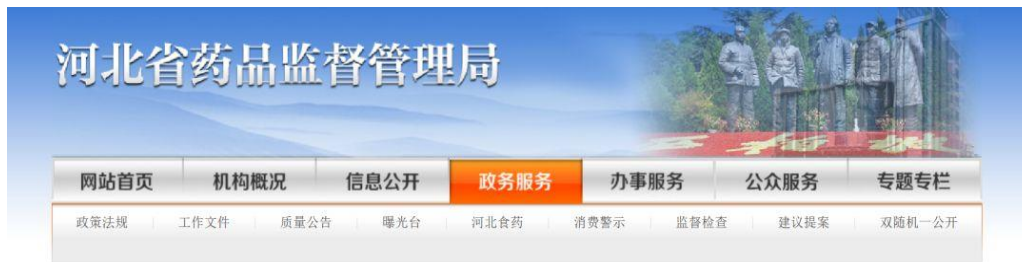 河北省药品监督管理局
网站首页 机构概况 信息公开 政务服务 办事服务 公众服务 专题专栏
政策法规 工作文件 质量公告 曝光台 河北食药 消费警示 监督检查 建议提案 双随机一公开